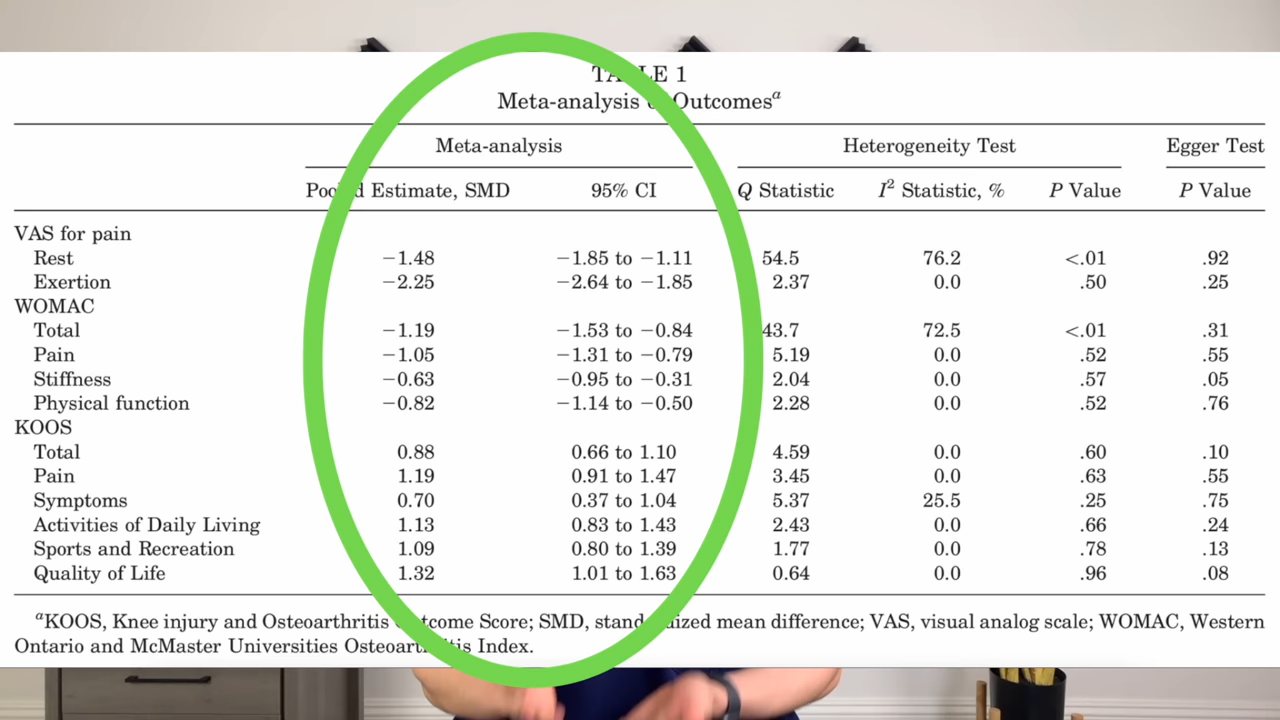 TABLE 1
Meta-analysis of Outcomesᵃ
Meta-analysis Heterogeneity Test Egger Test
Pooled Estimate, SMD 95% CI Q Statistic I² Statistic, % P Value P Value
VAS for pain
Rest −1.48 −1.85 to −1.11 54.5 76.2 <.01 .92
Exertion −2.25 −2.64 to −1.85 2.37 0.0 .50 .25
WOMAC
Total −1.19 −1.53 to −0.84 43.7 72.5 <.01 .31
Pain −1.05 −1.31 to −0.79 5.19 0.0 .52 .55
Stiffness −0.63 −0.95 to −0.31 2.04 0.0 .57 .05
Physical function −0.82 −1.14 to −0.50 2.28 0.0 .52 .76
KOOS
Total 0.88 0.66 to 1.10 4.59 0.0 .60 .10
Pain 1.19 0.91 to 1.47 3.45 0.0 .63 .55
Symptoms 0.70 0.37 to 1.04 5.37 25.5 .25 .75
Activities of Daily Living 1.13 0.83 to 1.43 2.43 0.0 .66 .24
Sports and Recreation 1.09 0.80 to 1.39 1.77 0.0 .78 .13
Quality of Life 1.32 1.01 to 1.63 0.64 0.0 .96 .08
ᵃKOOS, Knee injury and Osteoarthritis Outcome Score; SMD, standardized mean difference; VAS, visual analog scale; WOMAC, Western
Ontario and McMaster Universities Osteoarthritis Index.